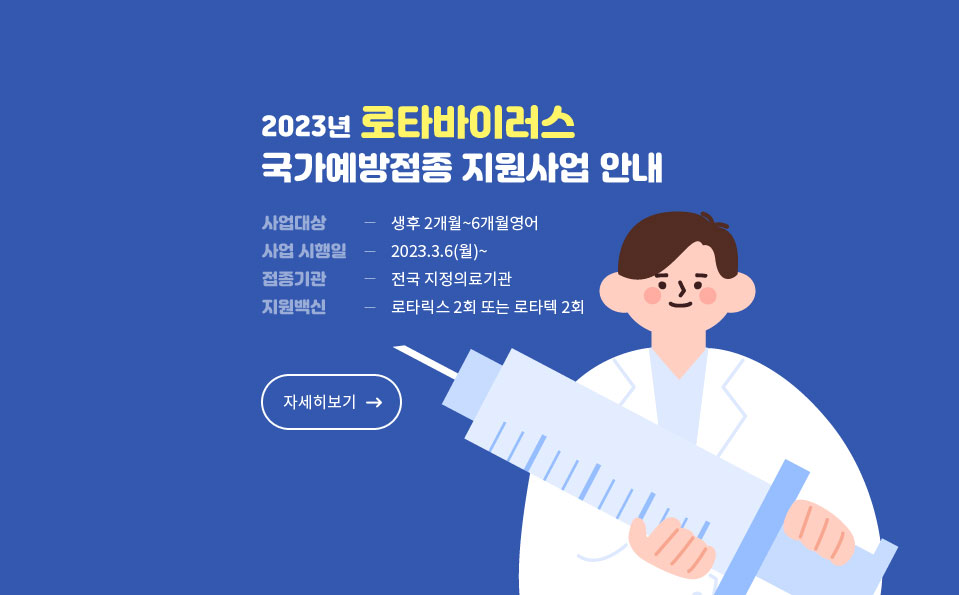 2023년 로타바이러스
국가예방접종 지원사업 안내
사업대상 — 생후 2개월~6개월영어
사업 시행일 — 2023.3.6(월)~
접종기관 — 전국 지정의료기관
지원백신 — 로타릭스 2회 또는 로타텍 2회
자세히보기 →